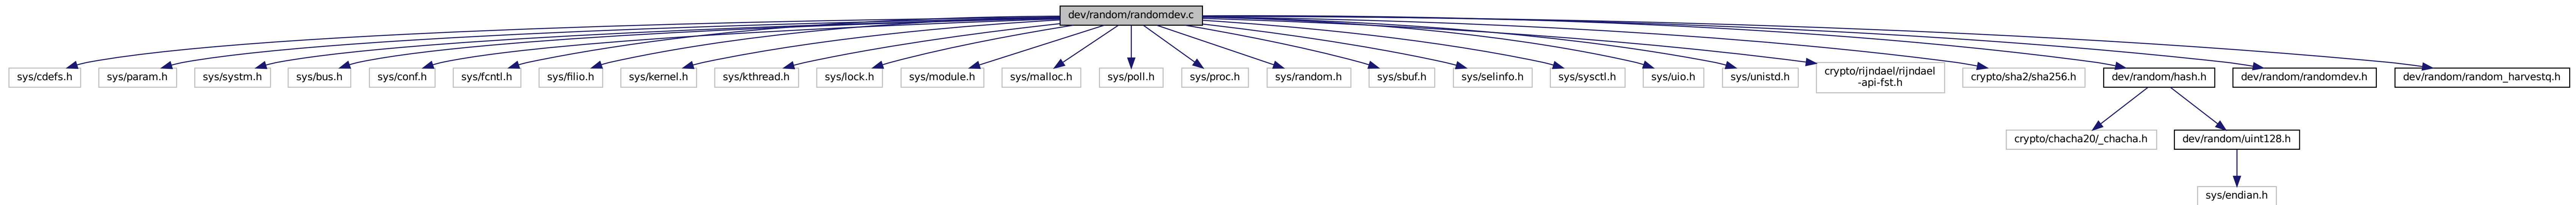 dev/random/randomdev.c
sys/cdefs.h
sys/param.h
sys/systm.h
sys/bus.h
sys/conf.h
sys/fcntl.h
sys/filio.h
sys/kernel.h
sys/kthread.h
sys/lock.h
sys/module.h
sys/malloc.h
sys/poll.h
sys/proc.h
sys/random.h
sys/sbuf.h
sys/selinfo.h
sys/sysctl.h
sys/uio.h
sys/unistd.h
crypto/rijndael/rijndael
-api-fst.h
crypto/sha2/sha256.h
dev/random/hash.h
dev/random/randomdev.h
dev/random/random_harvestq.h
crypto/chacha20/_chacha.h
dev/random/uint128.h
sys/endian.h